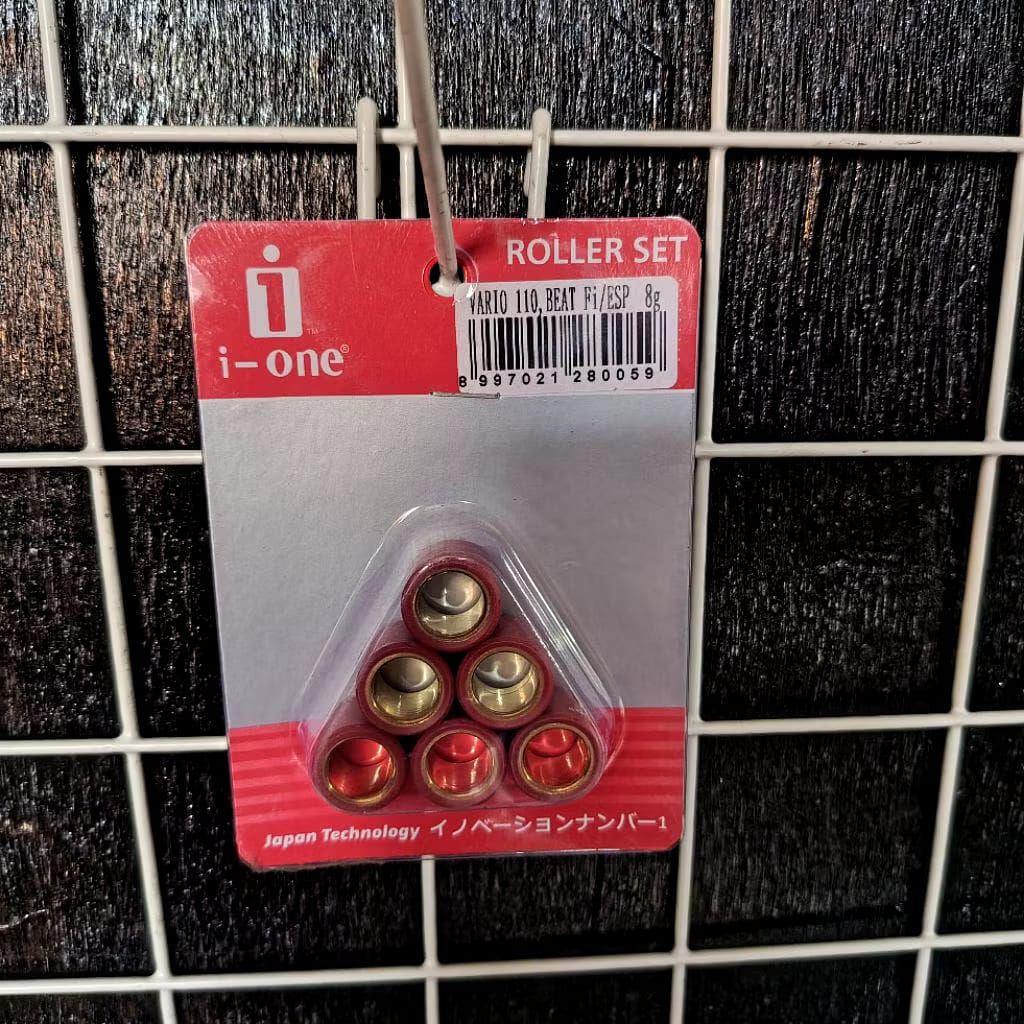 ROLLER SET
VARIO 110,BEAT Fi/ESP 8g
8 997021 280059
i
TM
i-one®
Japan Technology イノベーションナンバー1